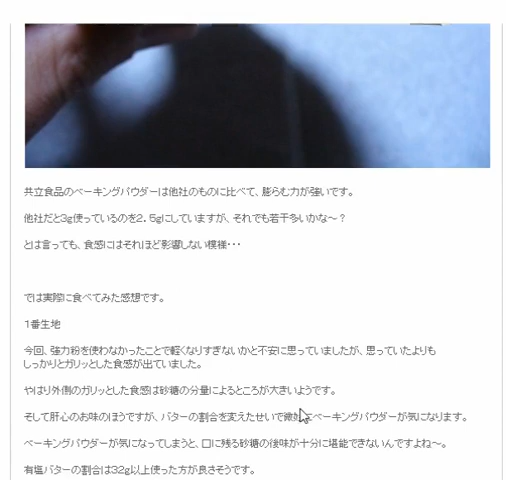 共立食品のベーキングパウダーは他社のものに比べて、膨らむ力が強いです。
他社だと3g使っているのを2.5gにしていますが、それでも若干多いかな～？
とは言っても、食感にはそれほど影響しない模様・・・
では実際に食べてみた感想です。
1番生地
今回、強力粉を使わなかったことで軽くなりすぎないかと不安に思っていましたが、思っていたよりも
しっかりとガリッとした食感が出ていました。
やはり外側のガリッとした食感は砂糖の分量によるところが大きいようです。
そして肝心のお味のほうですが、バターの割合を変えたせいで微妙にベーキングパウダーが気になります。
ベーキングパウダーが気になってしまうと、口に残る砂糖の後味が十分に堪能できないんですよね～。
有塩バターの割合は32g以上使った方が良さそうです。